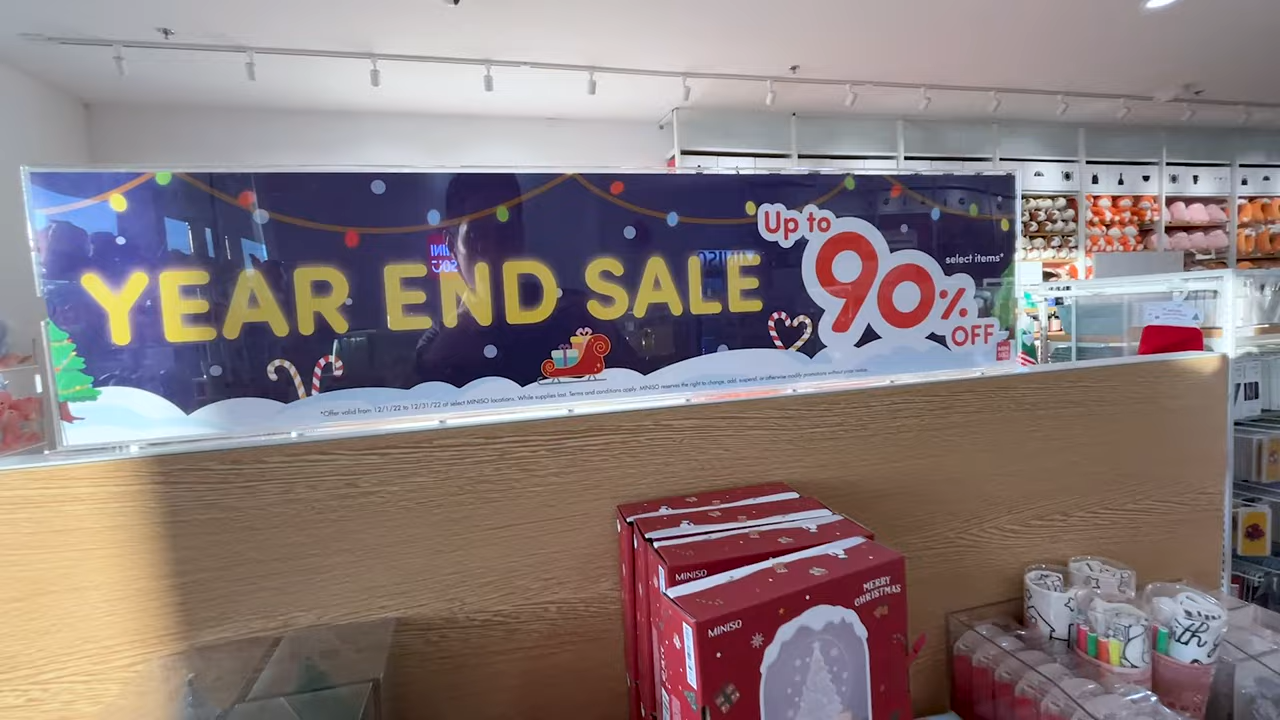 YEAR END SALE
Up to
90%
OFF
select items*
MINISO
*Offer valid from 12/1/22 to 12/31/22 at select MINISO locations. While supplies last. Terms and conditions apply. MINISO reserves the right to change, add, suspend, or otherwise modify promotions without prior notice.
MINISO
MINISO
MERRY
CHRISTMAS